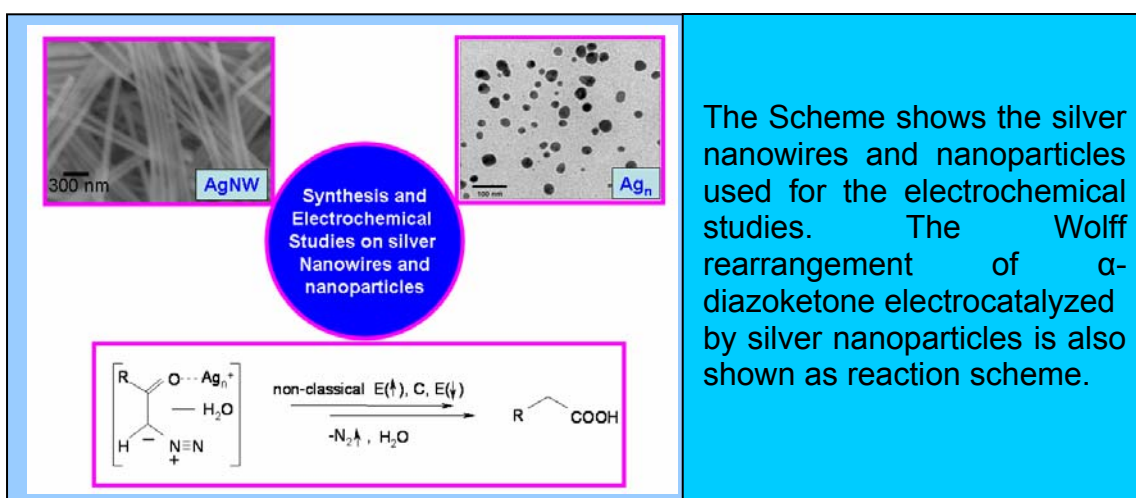 300 nm
AgNW
100 nm
Agₙ
Synthesis and
Electrochemical
Studies on silver
Nanowires and
nanoparticles
R
O---Agₙ⁺
H₂O
H
−
N≡N
+
non-classical E(↑), C, E(↓)
-N₂↑, H₂O
R
COOH
The Scheme shows the silver
nanowires and nanoparticles
used for the electrochemical
studies. The Wolff
rearrangement of α-
diazoketone electrocatalyzed
by silver nanoparticles is also
shown as reaction scheme.